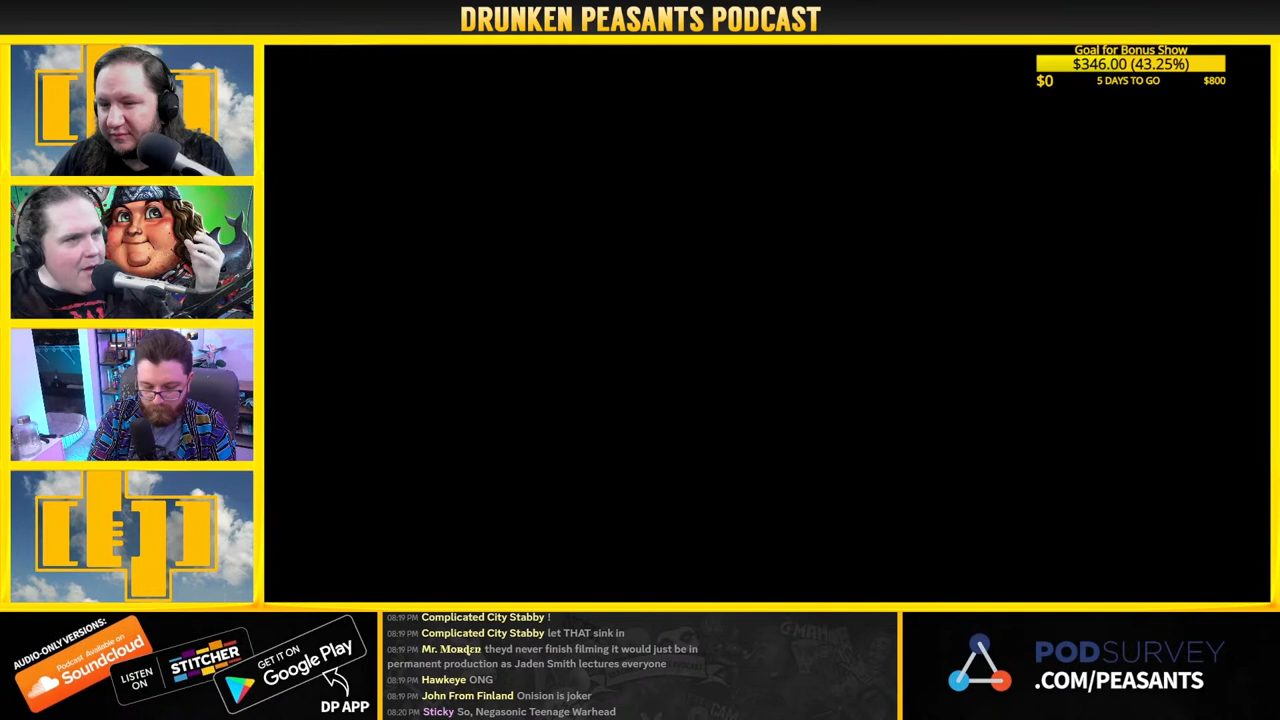 DRUNKEN PEASANTS PODCAST
Goal for Bonus Show
$346.00 (43.25%)
$0 5 DAYS TO GO $800
AUDIO-ONLY VERSIONS:
Podcast Available on
Soundcloud
LISTEN
ON
STITCHER
GET IT ON
Google Play
DP APP
08:19 PM Complicated City Stabby !
08:19 PM Complicated City Stabby let THAT sink in
08:19 PM Mr. Morden theyd never finish filming it would just be in
permanent production as Jaden Smith lectures everyone
08:19 PM Hawkeye ONG
08:19 PM John From Finland Onision is joker
08:20 PM Sticky So, Negasonic Teenage Warhead
PODSURVEY
.COM/PEASANTS